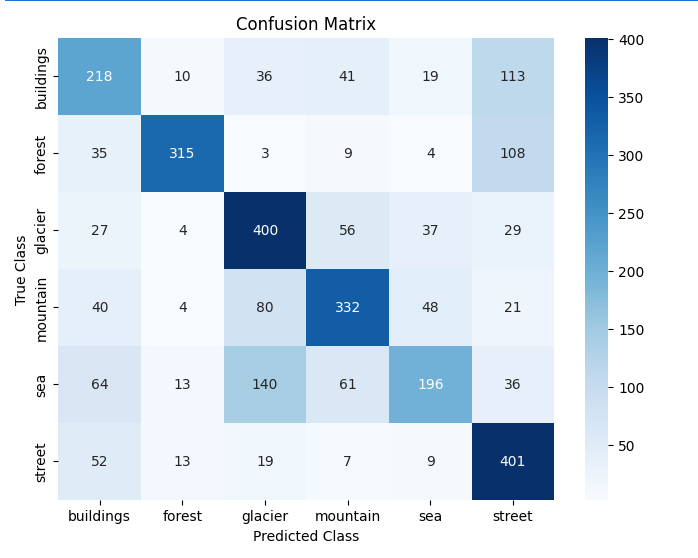 Confusion Matrix
buildings 218 10 36 41 19 113
forest 35 315 3 9 4 108
glacier 27 4 400 56 37 29
mountain 40 4 80 332 48 21
sea 64 13 140 61 196 36
street 52 13 19 7 9 401
buildings forest glacier mountain sea street
Predicted Class
True Class
400
350
300
250
200
150
100
50